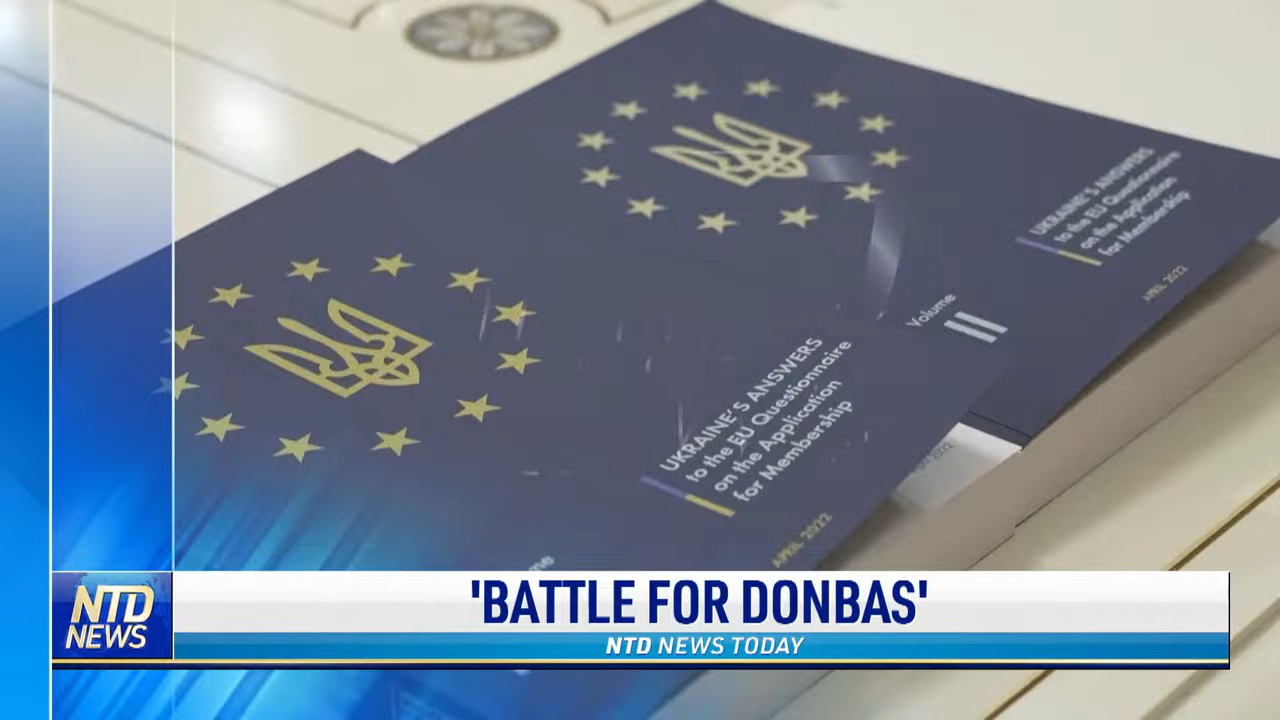 UKRAINE'S ANSWERS
to the EU Questionnaire
on the Application
for Membership
APRIL 2022
Volume
II
UKRAINE'S ANSWERS
to the EU Questionnaire
on the Application
for Membership
APRIL 2022
'BATTLE FOR DONBAS'
NTD NEWS TODAY
NTD
NEWS